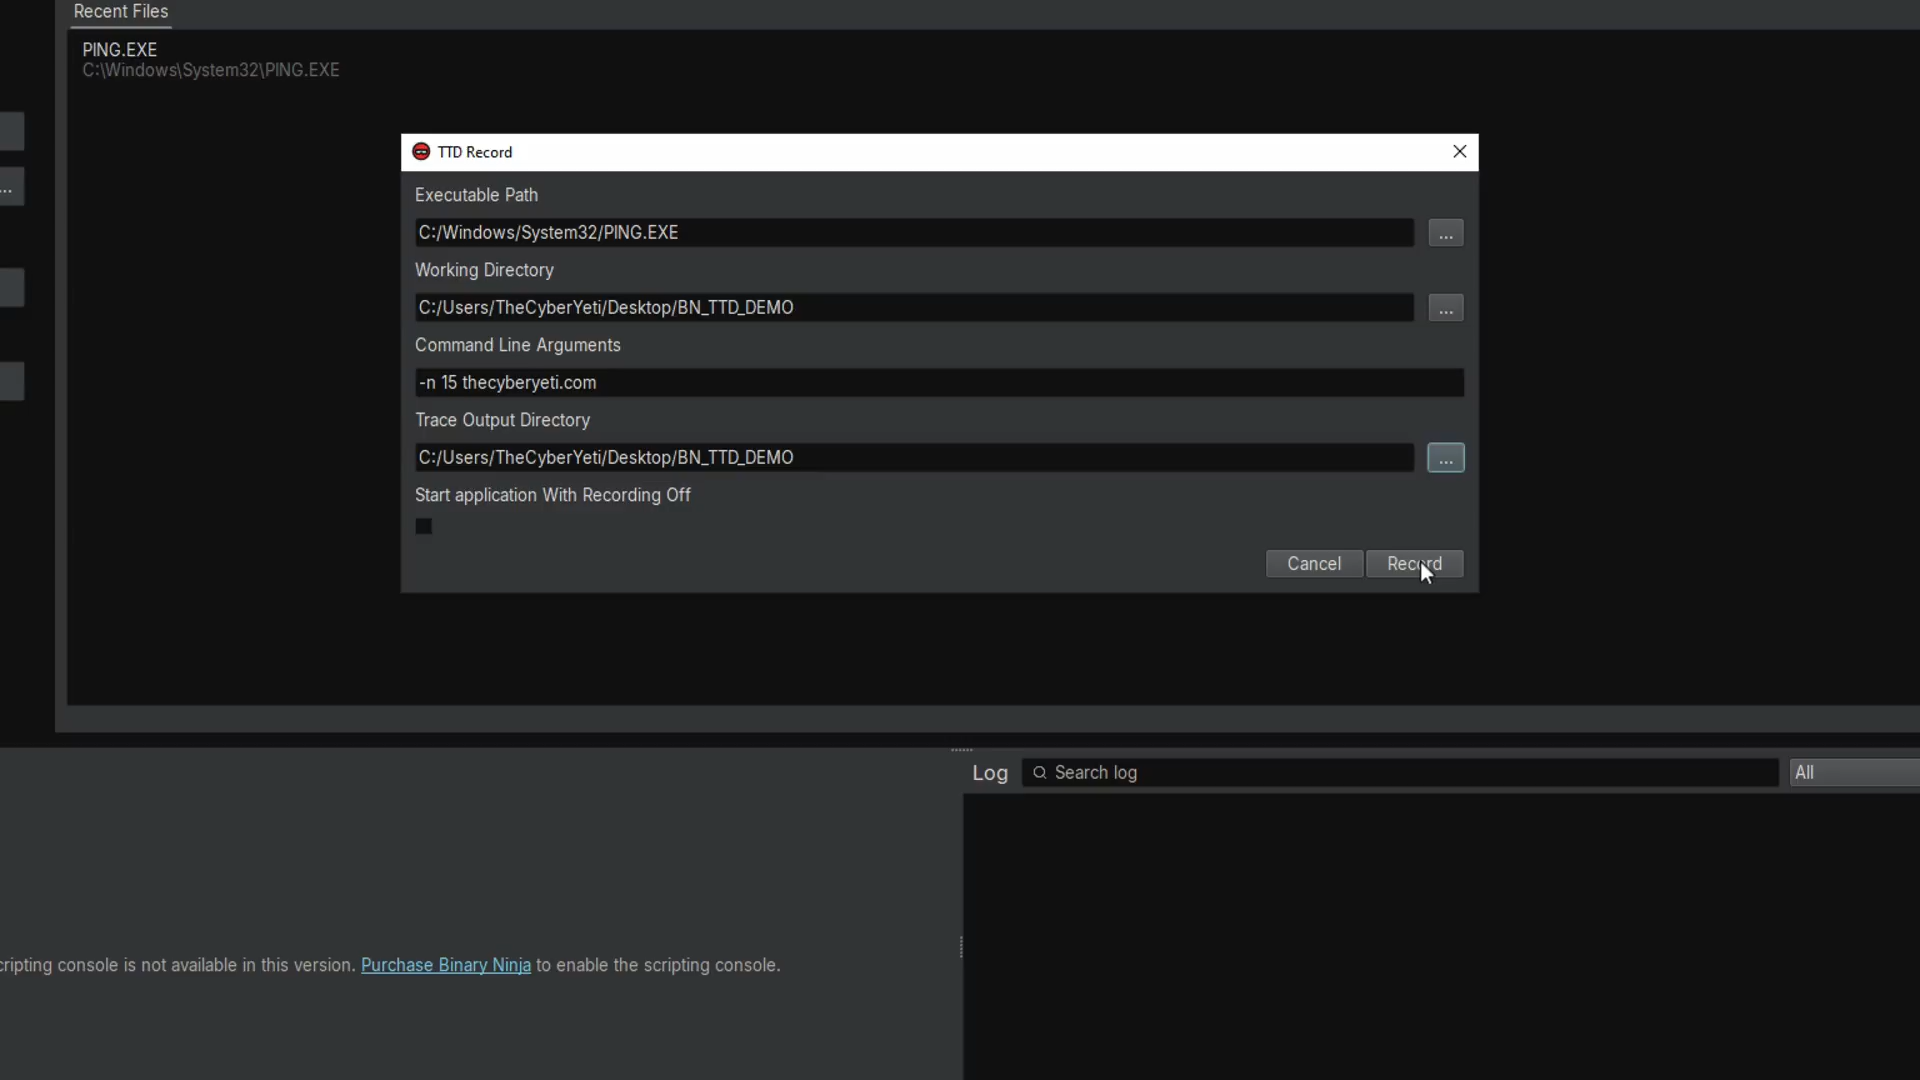 Recent Files
PING.EXE
C:\Windows\System32\PING.EXE
...
TTD Record
Executable Path
C:/Windows/System32/PING.EXE
...
Working Directory
C:/Users/TheCyberYeti/Desktop/BN_TTD_DEMO
...
Command Line Arguments
-n 15 thecyberyeti.com
Trace Output Directory
C:/Users/TheCyberYeti/Desktop/BN_TTD_DEMO
...
Start application With Recording Off
Cancel
Record
Log
Search log
All
cripting console is not available in this version. Purchase Binary Ninja to enable the scripting console.